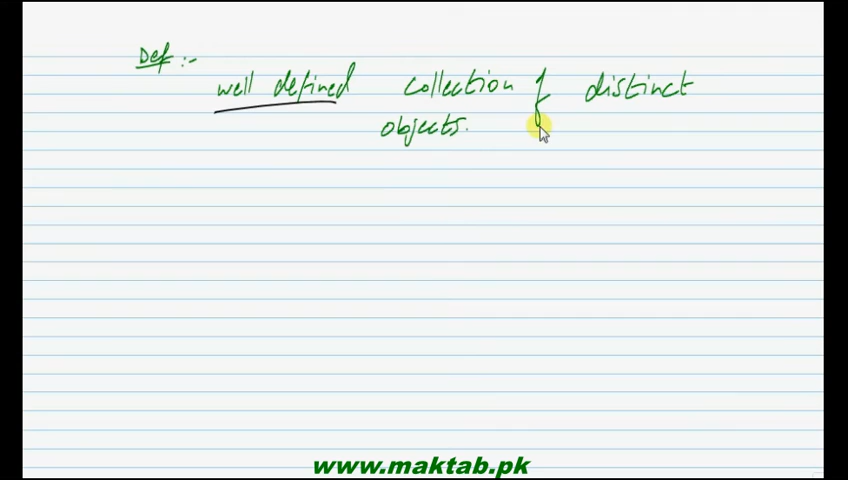 Def :-
well defined collection of distinct
objects.
www.maktab.pk